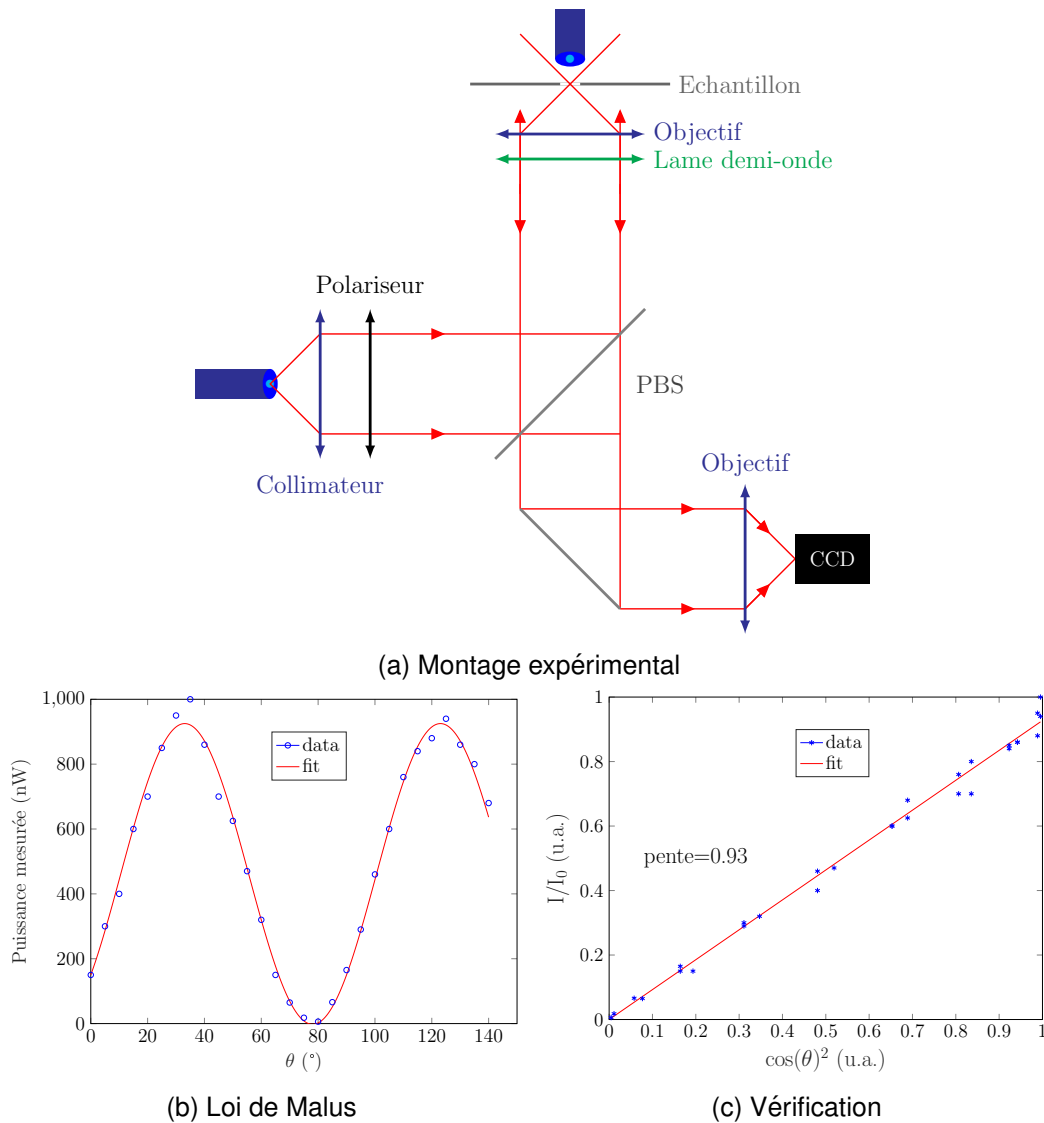 Echantillon
Objectif
Lame demi-onde
Polariseur
PBS
Collimateur
Objectif
CCD
(a) Montage expérimental
1,000
800
600
400
200
0
Puissance mesurée (nW)
data
fit
0 20 40 60 80 100 120 140
θ (°)
(b) Loi de Malus
1
0.8
0.6
0.4
0.2
0
I/I₀ (u.a.)
data
fit
pente=0.93
0 0.1 0.2 0.3 0.4 0.5 0.6 0.7 0.8 0.9 1
cos(θ)² (u.a.)
(c) Vérification